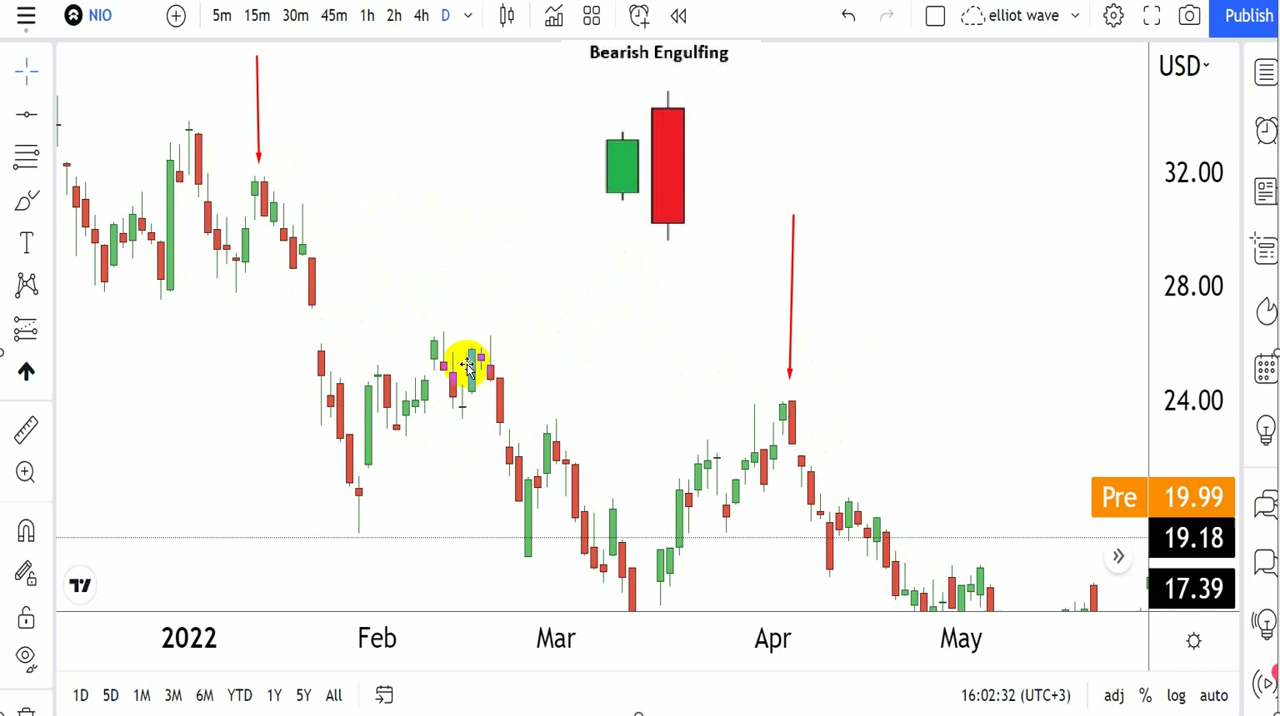 NIO 5m 15m 30m 45m 1h 2h 4h D elliot wave Publish
Bearish Engulfing
USD
32.00
28.00
24.00
Pre 19.99
19.18
17.39
2022 Feb Mar Apr May
1D 5D 1M 3M 6M YTD 1Y 5Y All 16:02:32 (UTC+3) adj % log auto